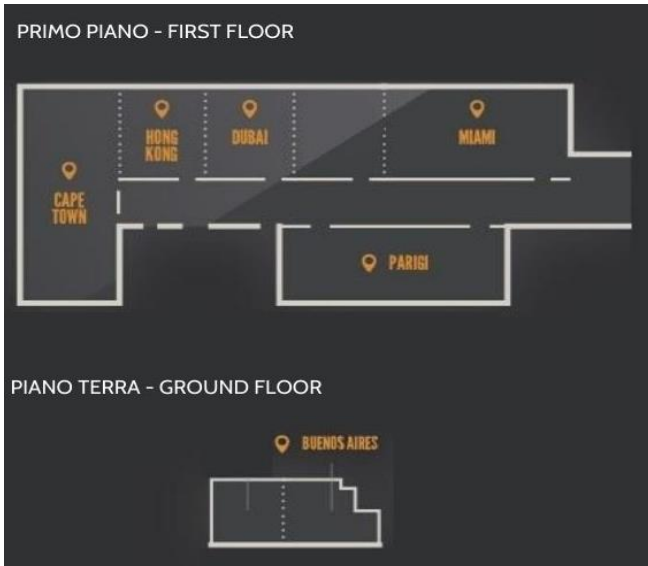 PRIMO PIANO - FIRST FLOOR
HONG
KONG
DUBAI
MIAMI
CAPE
TOWN
PARIGI
PIANO TERRA - GROUND FLOOR
BUENOS AIRES